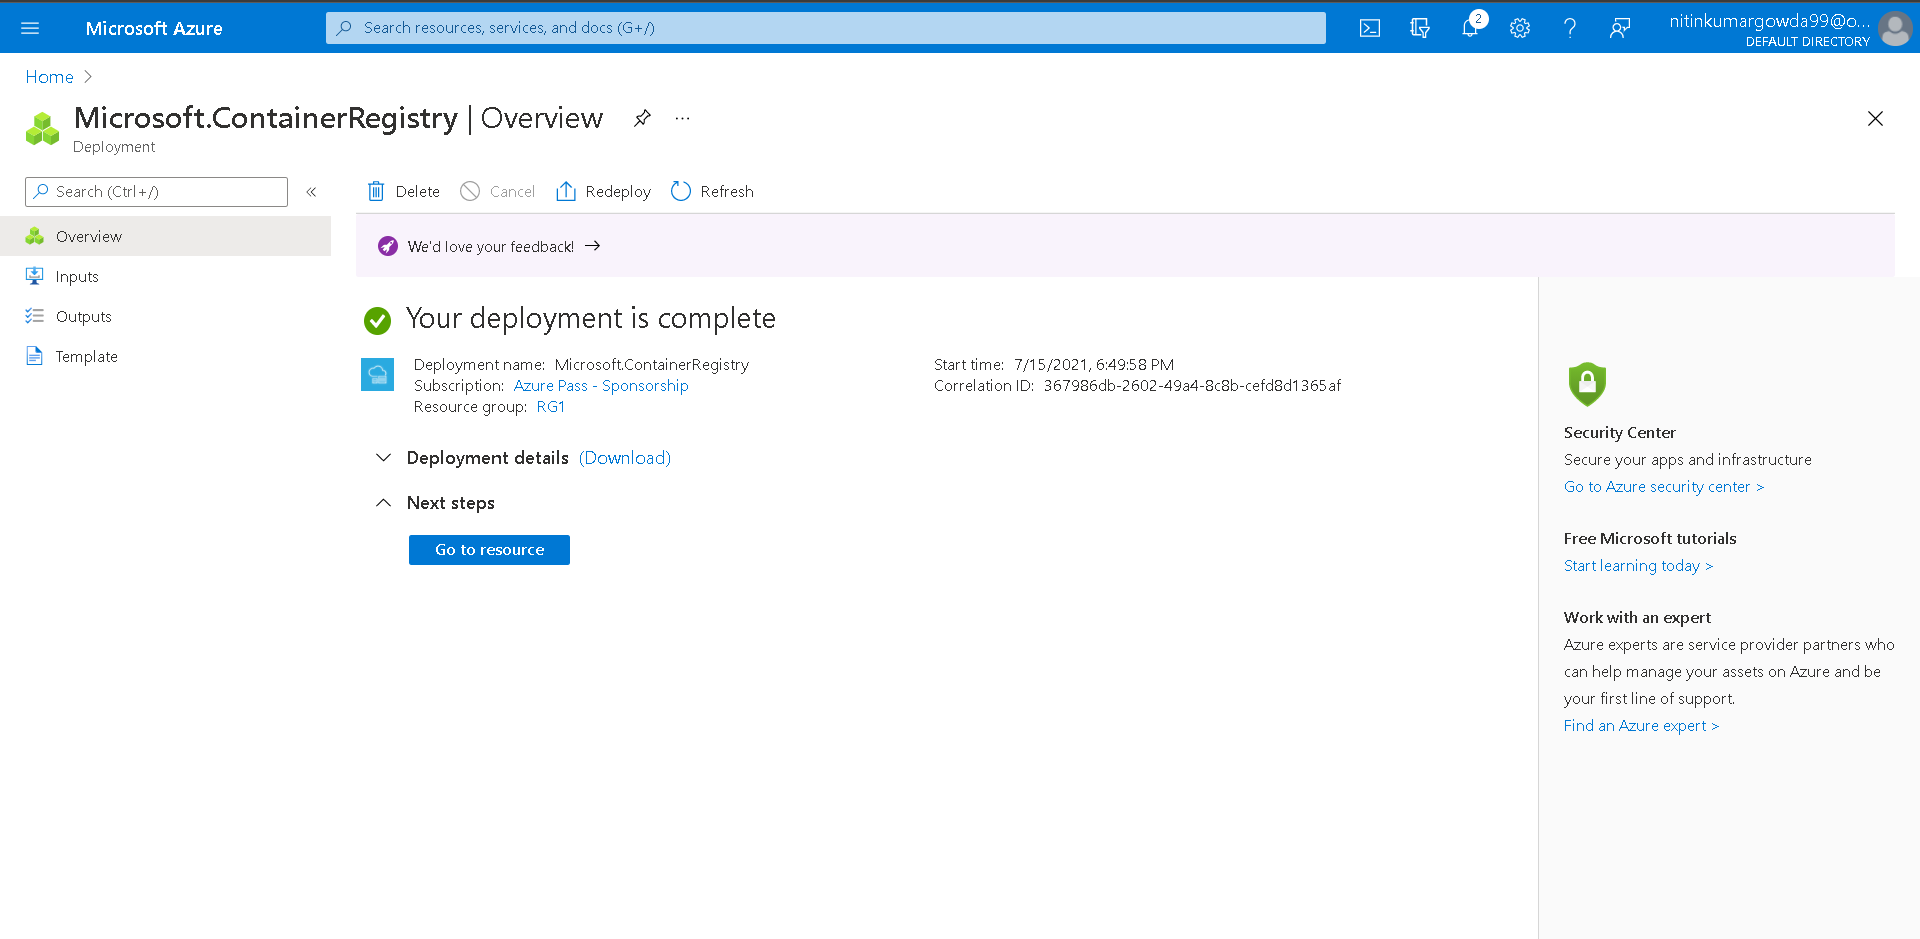 Microsoft Azure
Search resources, services, and docs (G+/)
2
nitinkumargowda99@o...
DEFAULT DIRECTORY
Home
Microsoft.ContainerRegistry | Overview
...
Deployment
Search (Ctrl+/)
«
Delete
Cancel
Redeploy
Refresh
Overview
Inputs
Outputs
Template
We'd love your feedback! →
Your deployment is complete
Deployment name: Microsoft.ContainerRegistry
Subscription: Azure Pass - Sponsorship
Resource group: RG1
Start time: 7/15/2021, 6:49:58 PM
Correlation ID: 367986db-2602-49a4-8c8b-cefd8d1365af
Deployment details (Download)
Next steps
Go to resource
Security Center
Secure your apps and infrastructure
Go to Azure security center >
Free Microsoft tutorials
Start learning today >
Work with an expert
Azure experts are service provider partners who
can help manage your assets on Azure and be
your first line of support.
Find an Azure expert >